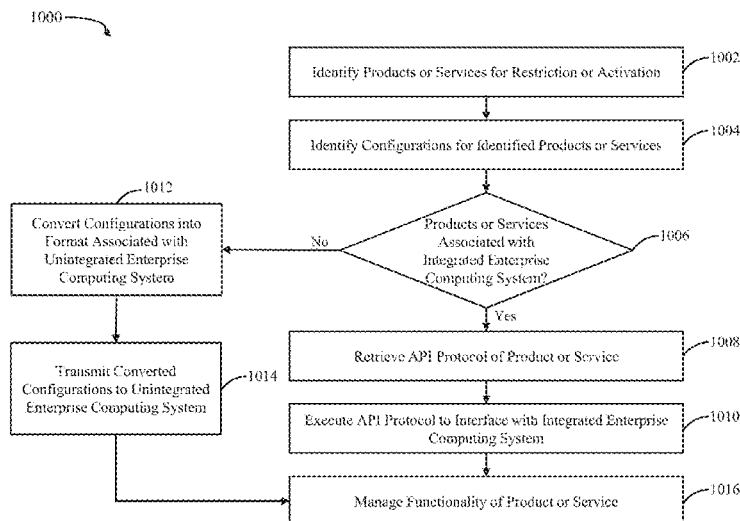 1000
1002
Identify Products or Services for Restriction or Activation
1004
Identify Configurations for Identified Products or Services
1012
Convert Configurations into
Format Associated with
Unintegrated Enterprise
Computing System
No
Products or Services
Associated with
Integrated Enterprise
Computing System?
1006
Yes
1008
Retrieve API Protocol of Product or Service
Transmit Converted
Configurations to Unintegrated
Enterprise Computing System
1014
1010
Execute API Protocol to Interface with Integrated Enterprise
Computing System
1016
Manage Functionality of Product or Service